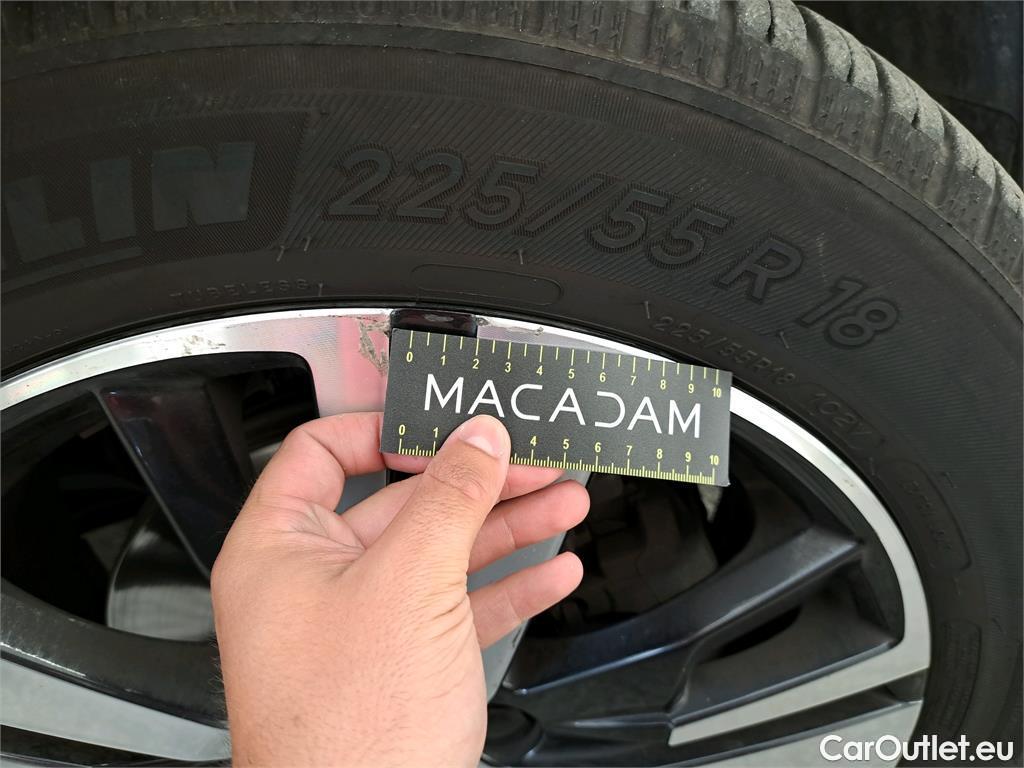 LIN 225/55 R 18
TUBELESS
225/55R18 102V
0 1 2 3 4 5 6 7 8 9 10
MACADAM
0 1 4 5 6 7 8 9 10
CarOutlet.eu